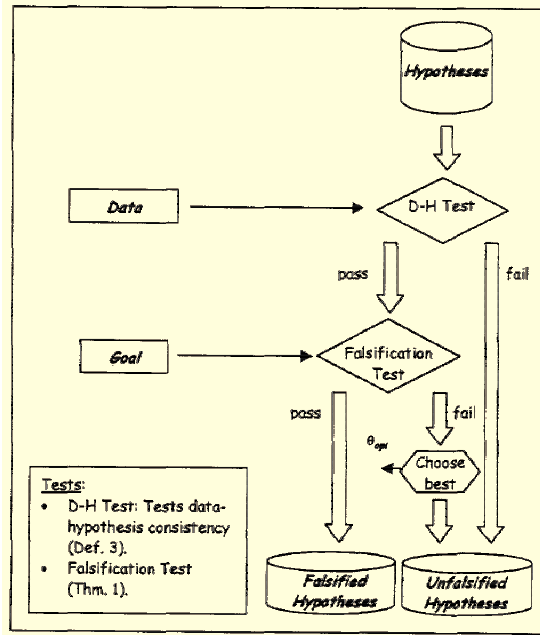 Hypotheses
Data
D-H Test
pass
fail
Goal
Falsification
Test
pass
fail
θopt
Choose
best
Tests:
• D-H Test: Tests data-
hypothesis consistency
(Def. 3).
• Falsification Test
(Thm. 1).
Falsified
Hypotheses
Unfalsified
Hypotheses